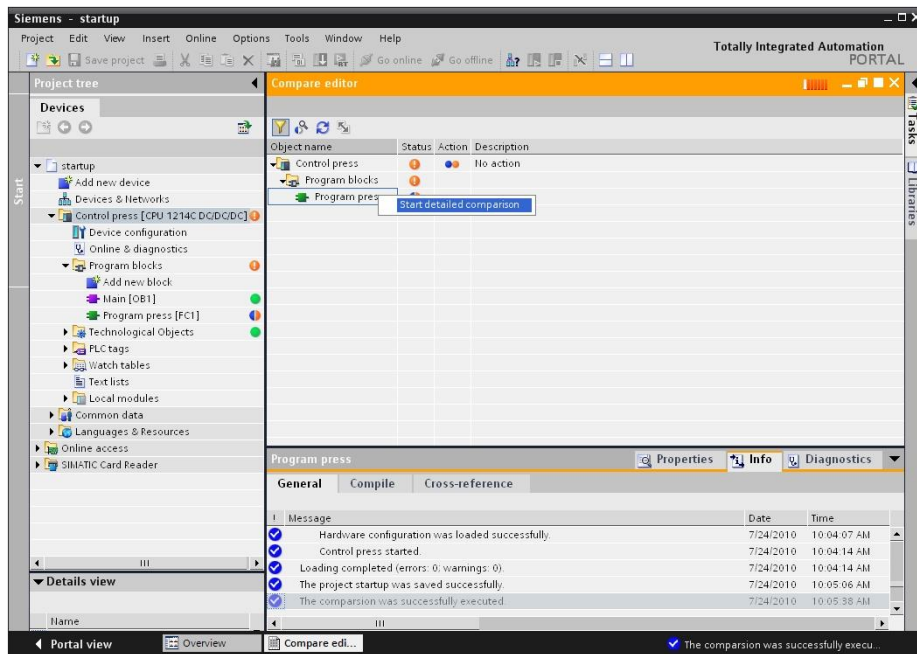 Siemens - startup
Project Edit View Insert Online Options Tools Window Help
Totally Integrated Automation
PORTAL
Save project
Go online
Go offline
Project tree
Compare editor
Devices
Object name Status Action Description
Control press No action
Program blocks
Program pres
Start detailed comparison
startup
Add new device
Devices & Networks
Control press [CPU 1214C DC/DC/DC]
Device configuration
Online & diagnostics
Program blocks
Add new block
Main [OB1]
Program press [FC1]
Technological Objects
PLC tags
Watch tables
Text lists
Local modules
Common data
Languages & Resources
Online access
SIMATIC Card Reader
Start
Tasks
Libraries
Program press
Properties Info Diagnostics
General Compile Cross-reference
! Message Date Time
Hardware configuration was loaded successfully. 7/24/2010 10:04:07 AM
Control press started. 7/24/2010 10:04:14 AM
Loading completed (errors: 0; warnings: 0). 7/24/2010 10:04:14 AM
The project startup was saved successfully. 7/24/2010 10:05:06 AM
The comparsion was successfully executed. 7/24/2010 10:05:38 AM
Details view
Name
Portal view
Overview
Compare edi...
The comparsion was successfully execu...